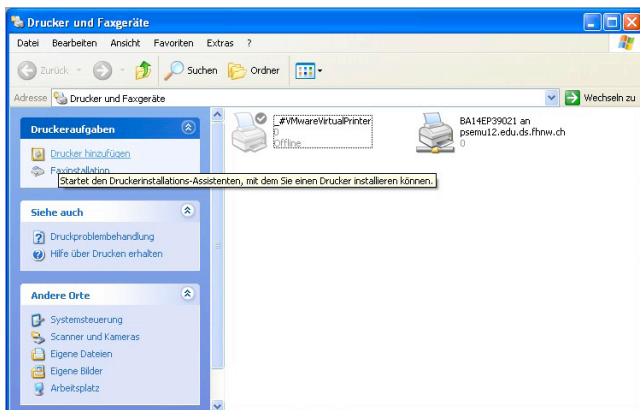 Drucker und Faxgeräte
Datei Bearbeiten Ansicht Favoriten Extras ?
Zurück Suchen Ordner
Adresse Drucker und Faxgeräte Wechseln zu
Druckeraufgaben
Drucker hinzufügen
Faxinstallation
Startet den Druckerinstallations-Assistenten, mit dem Sie einen Drucker installieren können.
Siehe auch
Druckproblembehandlung
Hilfe über Drucken erhalten
Andere Orte
Systemsteuerung
Scanner und Kameras
Eigene Dateien
Eigene Bilder
Arbeitsplatz
_#VMwareVirtualPrinter
0
Offline
BA14EP39021 an
psemu12.edu.ds.fhnw.ch
0